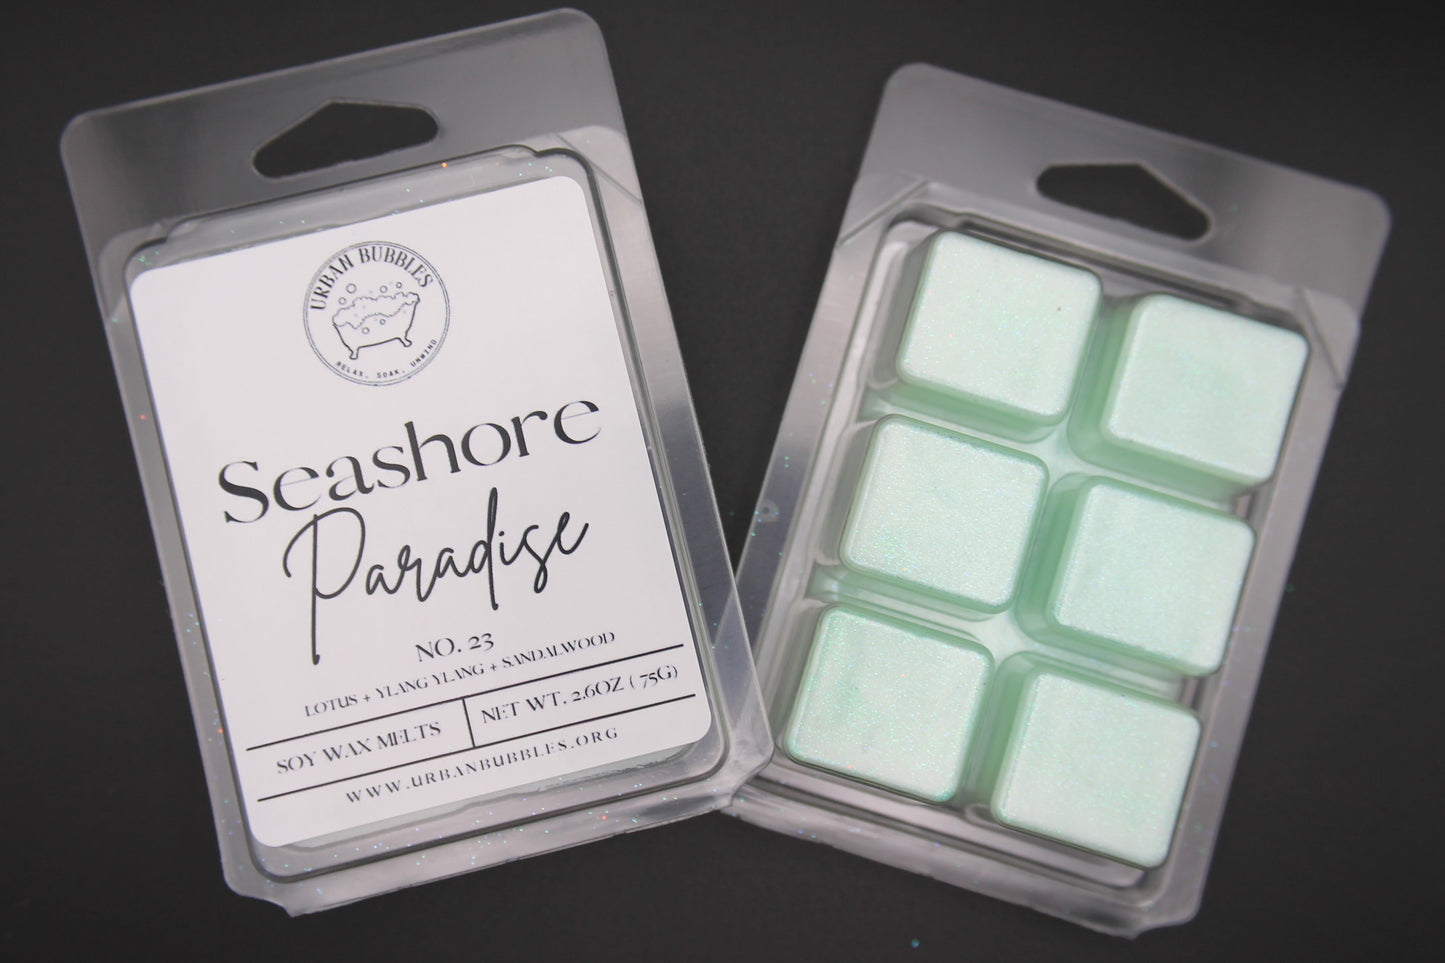 URBAN BUBBLES
RELAX, SOAK, UNWIND
Seashore
Paradise
NO. 23
LOTUS + YLANG YLANG + SANDALWOOD
SOY WAX MELTS
NET WT. 2.6OZ ( 75G)
WWW.URBANBUBBLES.ORG